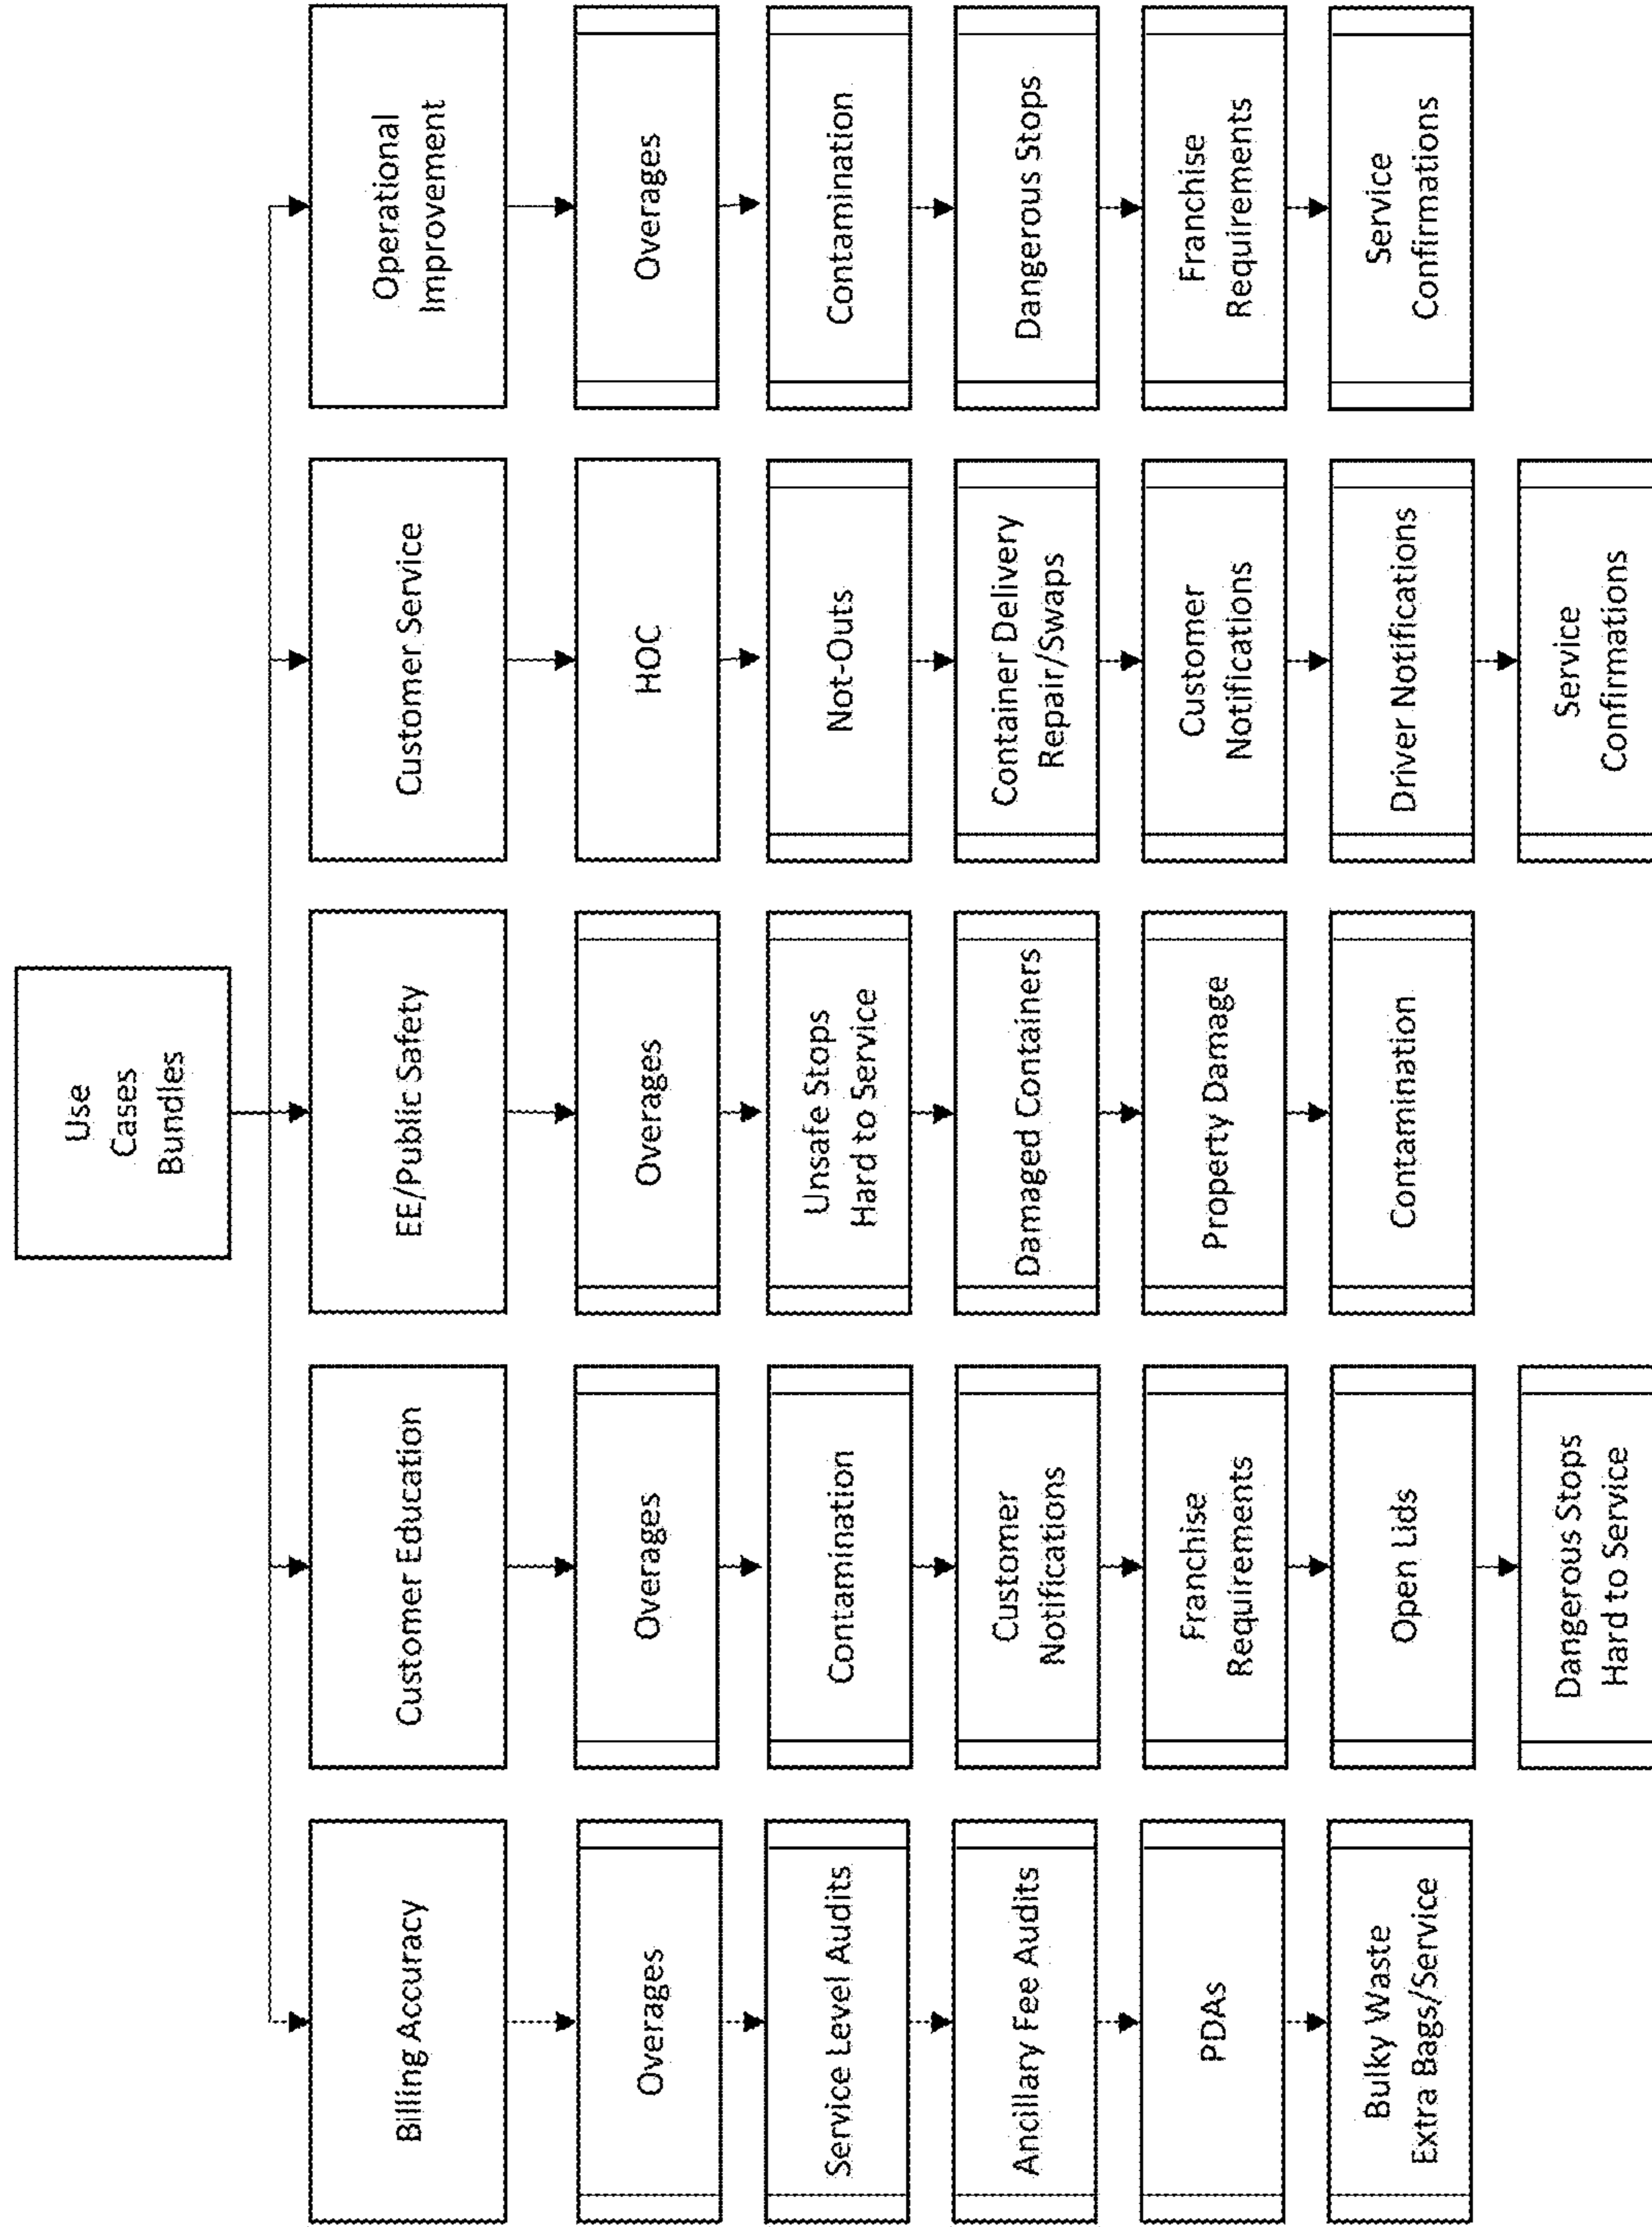 Use
Cases
Bundles
Billing Accuracy
Overages
Service Level Audits
Ancillary Fee Audits
PDAs
Bulky Waste
Extra Bags/Service
Customer Education
Overages
Contamination
Customer
Notifications
Franchise
Requirements
Open Lids
Dangerous Stops
Hard to Service
EE/Public Safety
Overages
Unsafe Stops
Hard to Service
Damaged Containers
Property Damage
Contamination
Customer Service
HOC
Not-Outs
Container Delivery
Repair/Swaps
Customer
Notifications
Driver Notifications
Service
Confirmations
Operational
Improvement
Overages
Contamination
Dangerous Stops
Franchise
Requirements
Service
Confirmations